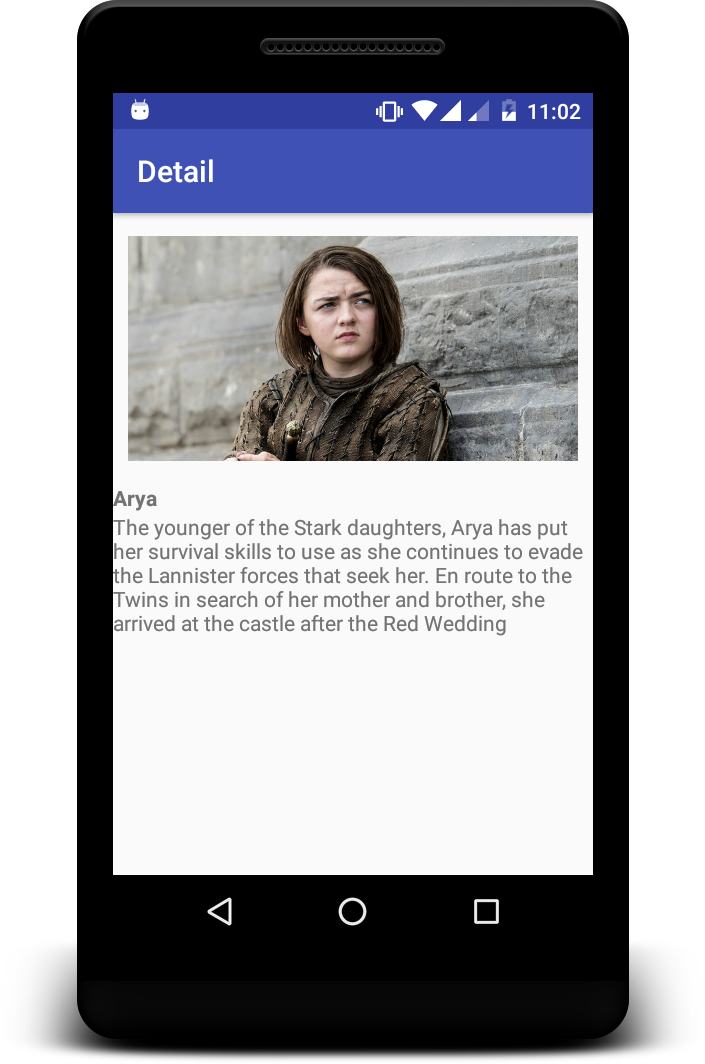 11:02
Detail
Arya
The younger of the Stark daughters, Arya has put
her survival skills to use as she continues to evade
the Lannister forces that seek her. En route to the
Twins in search of her mother and brother, she
arrived at the castle after the Red Wedding